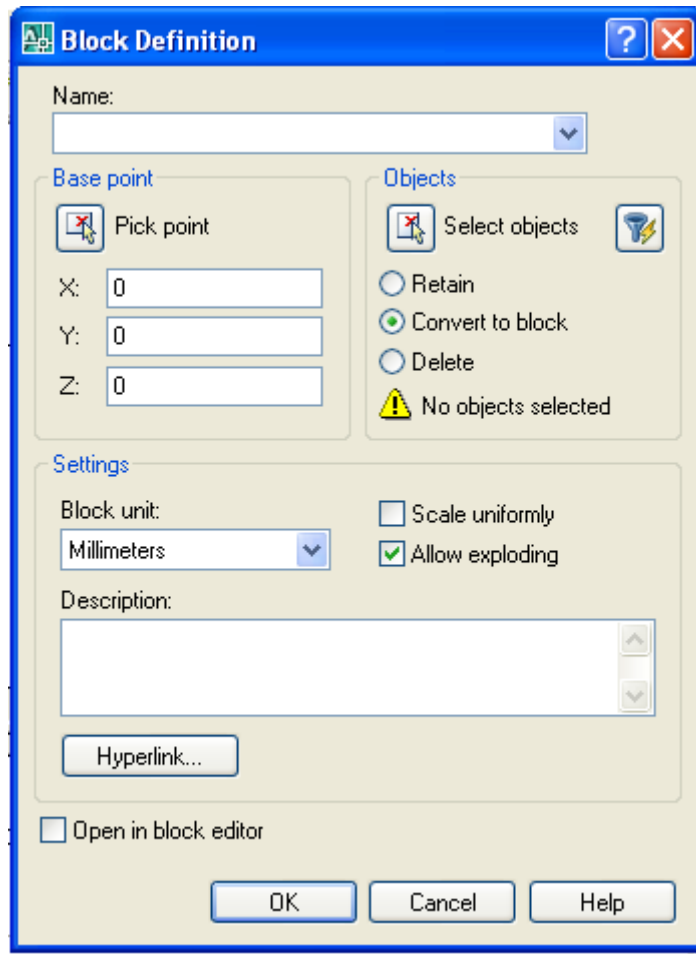 Block Definition
Name:
Base point
Pick point
X: 0
Y: 0
Z: 0
Objects
Select objects
Retain
Convert to block
Delete
No objects selected
Settings
Block unit:
Millimeters
Scale uniformly
Allow exploding
Description:
Hyperlink...
Open in block editor
OK Cancel Help